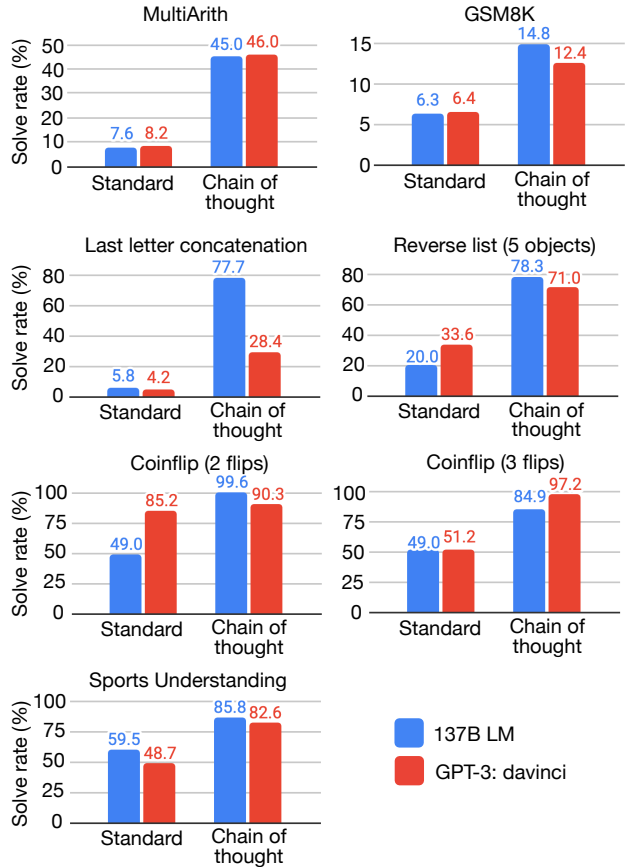 MultiArith
Solve rate (%)
50
40
30
20
10
0
7.6
8.2
45.0
46.0
Standard
Chain of
thought
GSM8K
15
10
5
0
6.3
6.4
14.8
12.4
Standard
Chain of
thought
Last letter concatenation
Solve rate (%)
80
60
40
20
0
5.8
4.2
77.7
28.4
Standard
Chain of
thought
Reverse list (5 objects)
80
60
40
20
0
20.0
33.6
78.3
71.0
Standard
Chain of
thought
Coinflip (2 flips)
Solve rate (%)
100
75
50
25
0
49.0
85.2
99.6
90.3
Standard
Chain of
thought
Coinflip (3 flips)
100
75
50
25
0
49.0
51.2
84.9
97.2
Standard
Chain of
thought
Sports Understanding
Solve rate (%)
100
75
50
25
0
59.5
48.7
85.8
82.6
Standard
Chain of
thought
137B LM
GPT-3: davinci